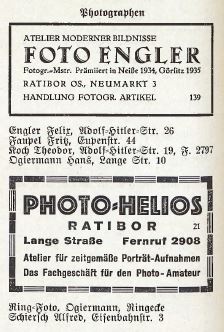 Photographen
ATELIER MODERNER BILDNISSE
FOTO ENGLER
Fotogr.-Mstr. Prämiiert in Neiße 1934, Görlitz 1935
RATIBOR OS., NEUMARKT 3
HANDLUNG FOTOGR. ARTIKEL 139
Engler Felix, Adolf-Hitler-Str. 26
Faupel Fritz, Eupenstr. 44
Koch Theodor, Adolf-Hitler-Str. 19, F. 2797
Ogiermann Hans, Lange Str. 10
PHOTO-HELIOS
RATIBOR 21
Lange Straße Fernruf 2908
Atelier für zeitgemäße Porträt-Aufnahmen
Das Fachgeschäft für den Photo-Amateur
Ring-Foto, Ogiermann, Ringecke
Schiersch Alfred, Eisenbahnstr. 3